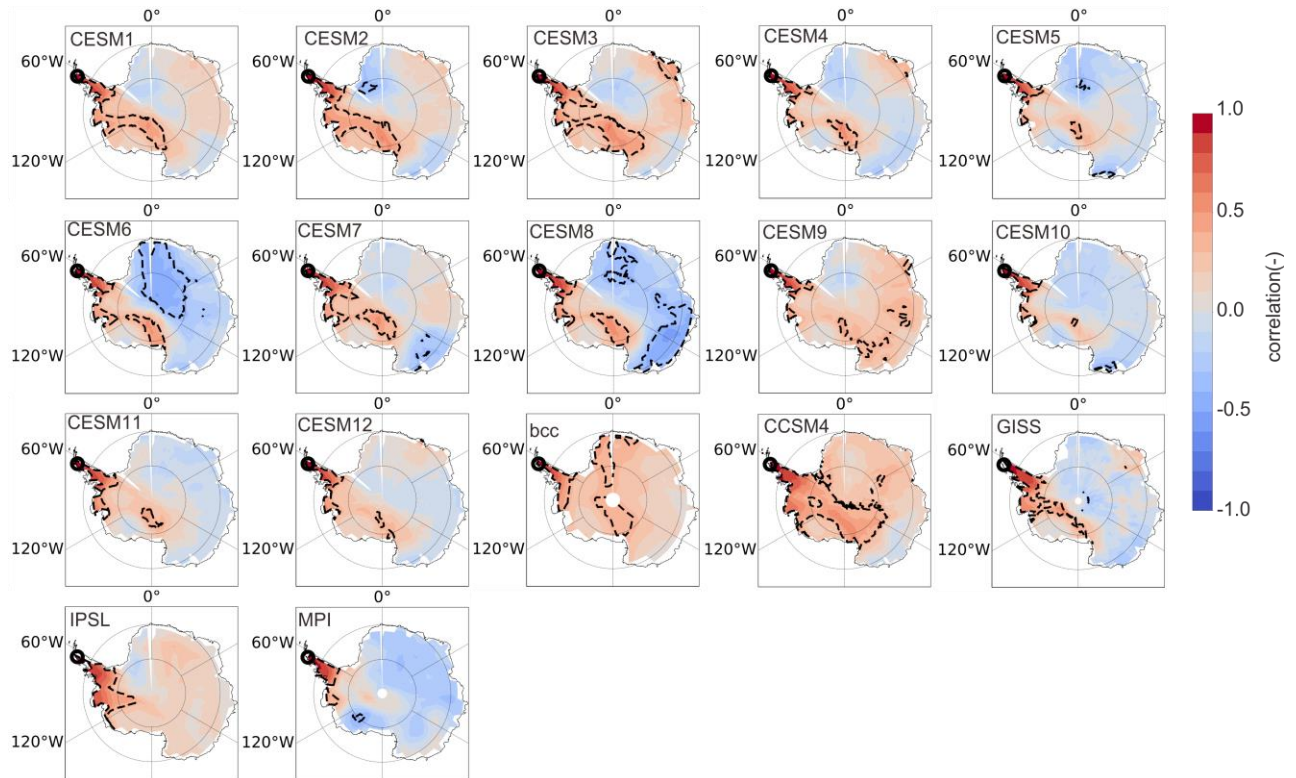 0° 0° 0° 0° 0°
CESM1 CESM2 CESM3 CESM4 CESM5
60°W 60°W 60°W 60°W 60°W
120°W 120°W 120°W 120°W 120°W
0° 0° 0° 0° 0°
CESM6 CESM7 CESM8 CESM9 CESM10
60°W 60°W 60°W 60°W 60°W
120°W 120°W 120°W 120°W 120°W
0° 0° 0° 0° 0°
CESM11 CESM12 bcc CCSM4 GISS
60°W 60°W 60°W 60°W 60°W
120°W 120°W 120°W 120°W 120°W
0° 0°
IPSL MPI
60°W 60°W
120°W 120°W
1.0
0.5
0.0
-0.5
-1.0
correlation(-)